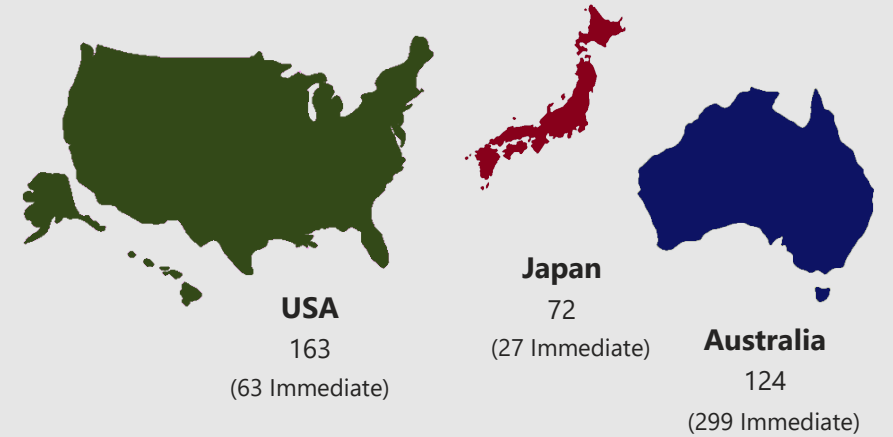 USA
163
(63 Immediate)
Japan
72
(27 Immediate)
Australia
124
(299 Immediate)